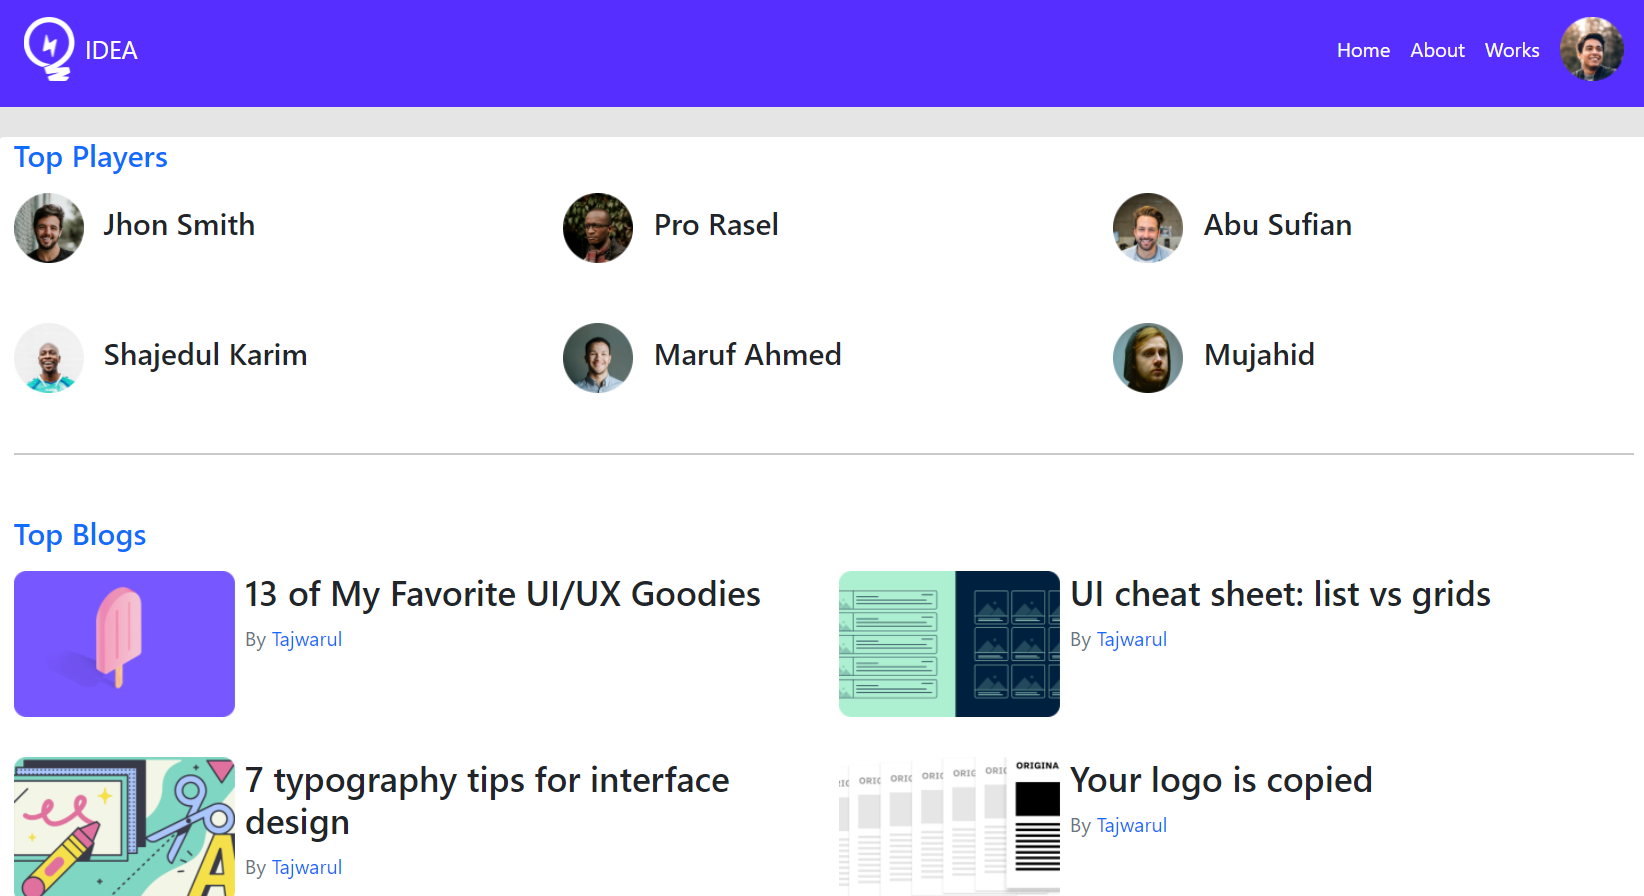 IDEA
Home About Works
Top Players
Jhon Smith
Pro Rasel
Abu Sufian
Shajedul Karim
Maruf Ahmed
Mujahid
Top Blogs
13 of My Favorite UI/UX Goodies
By Tajwarul
UI cheat sheet: list vs grids
By Tajwarul
7 typography tips for interface
design
By Tajwarul
ORIGINA
Your logo is copied
By Tajwarul